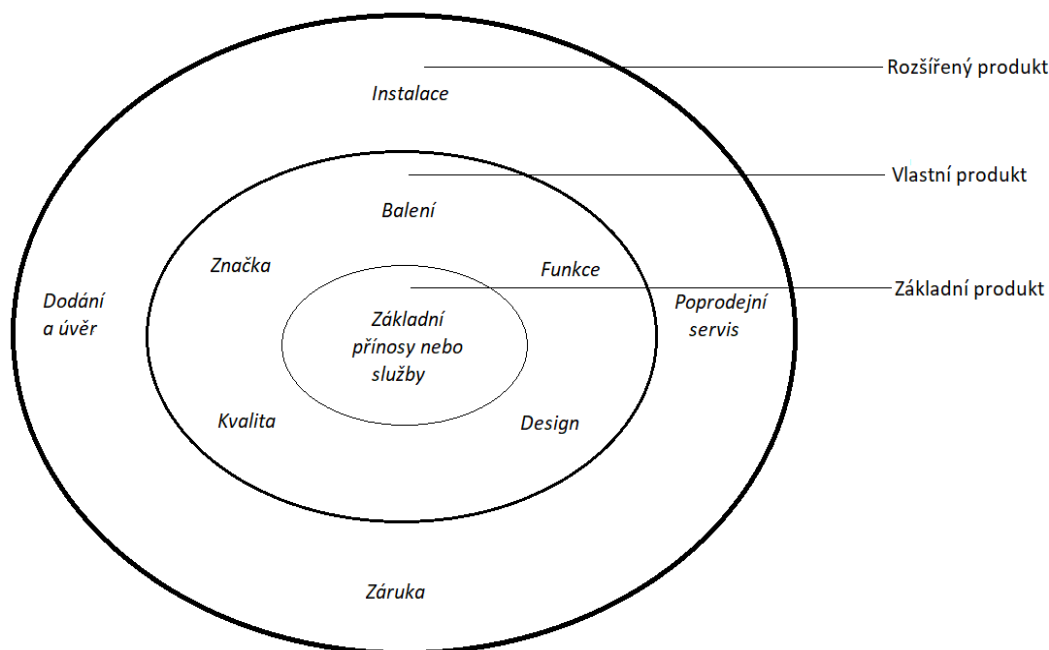 Rozšířený produkt
Instalace
Vlastní produkt
Balení
Značka
Funkce
Základní produkt
Dodání
a úvěr
Poprodejní
servis
Základní
přínosy nebo
služby
Kvalita
Design
Záruka